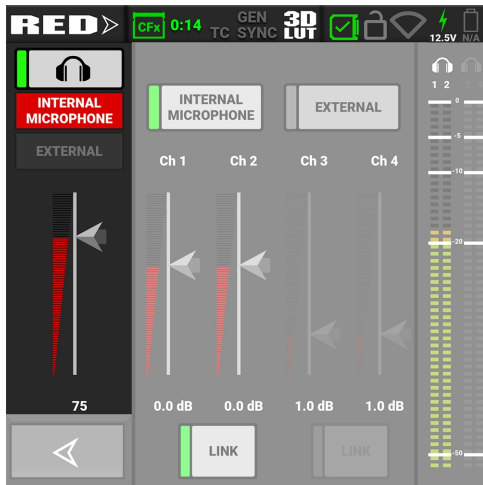 RED
CFx 0:14 TC GEN SYNC 3D LUT 12.5V N/A
INTERNAL MICROPHONE
EXTERNAL
75
INTERNAL MICROPHONE
EXTERNAL
Ch 1 Ch 2 Ch 3 Ch 4
0.0 dB 0.0 dB 1.0 dB 1.0 dB
LINK LINK
1 2
0
-5
-10
-20
-50